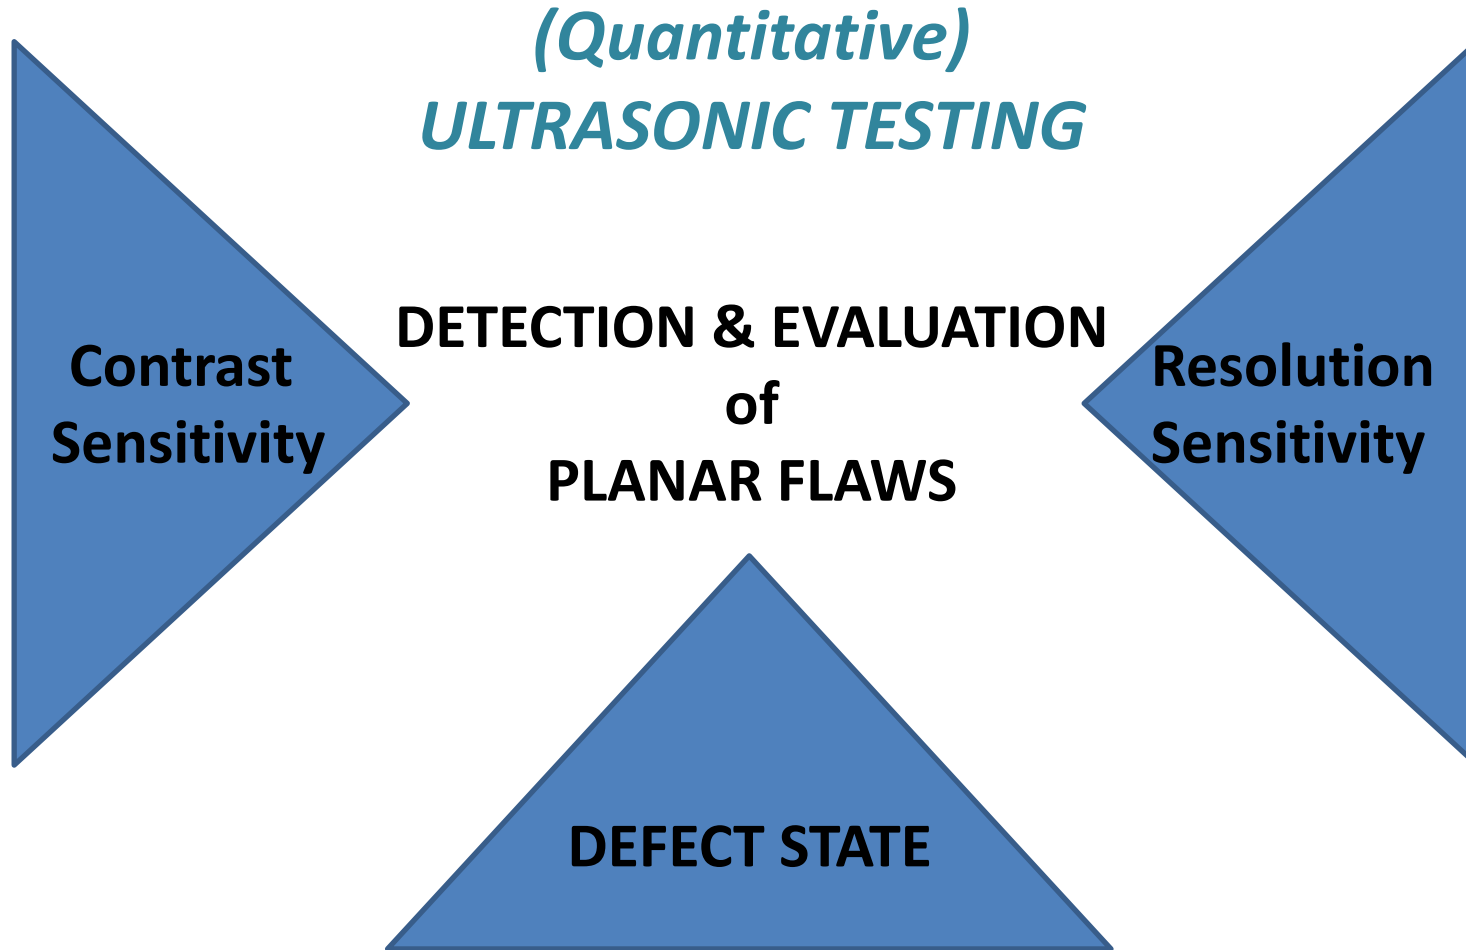 (Quantitative)
ULTRASONIC TESTING
DETECTION & EVALUATION
of
PLANAR FLAWS
Contrast
Sensitivity
Resolution
Sensitivity
DEFECT STATE